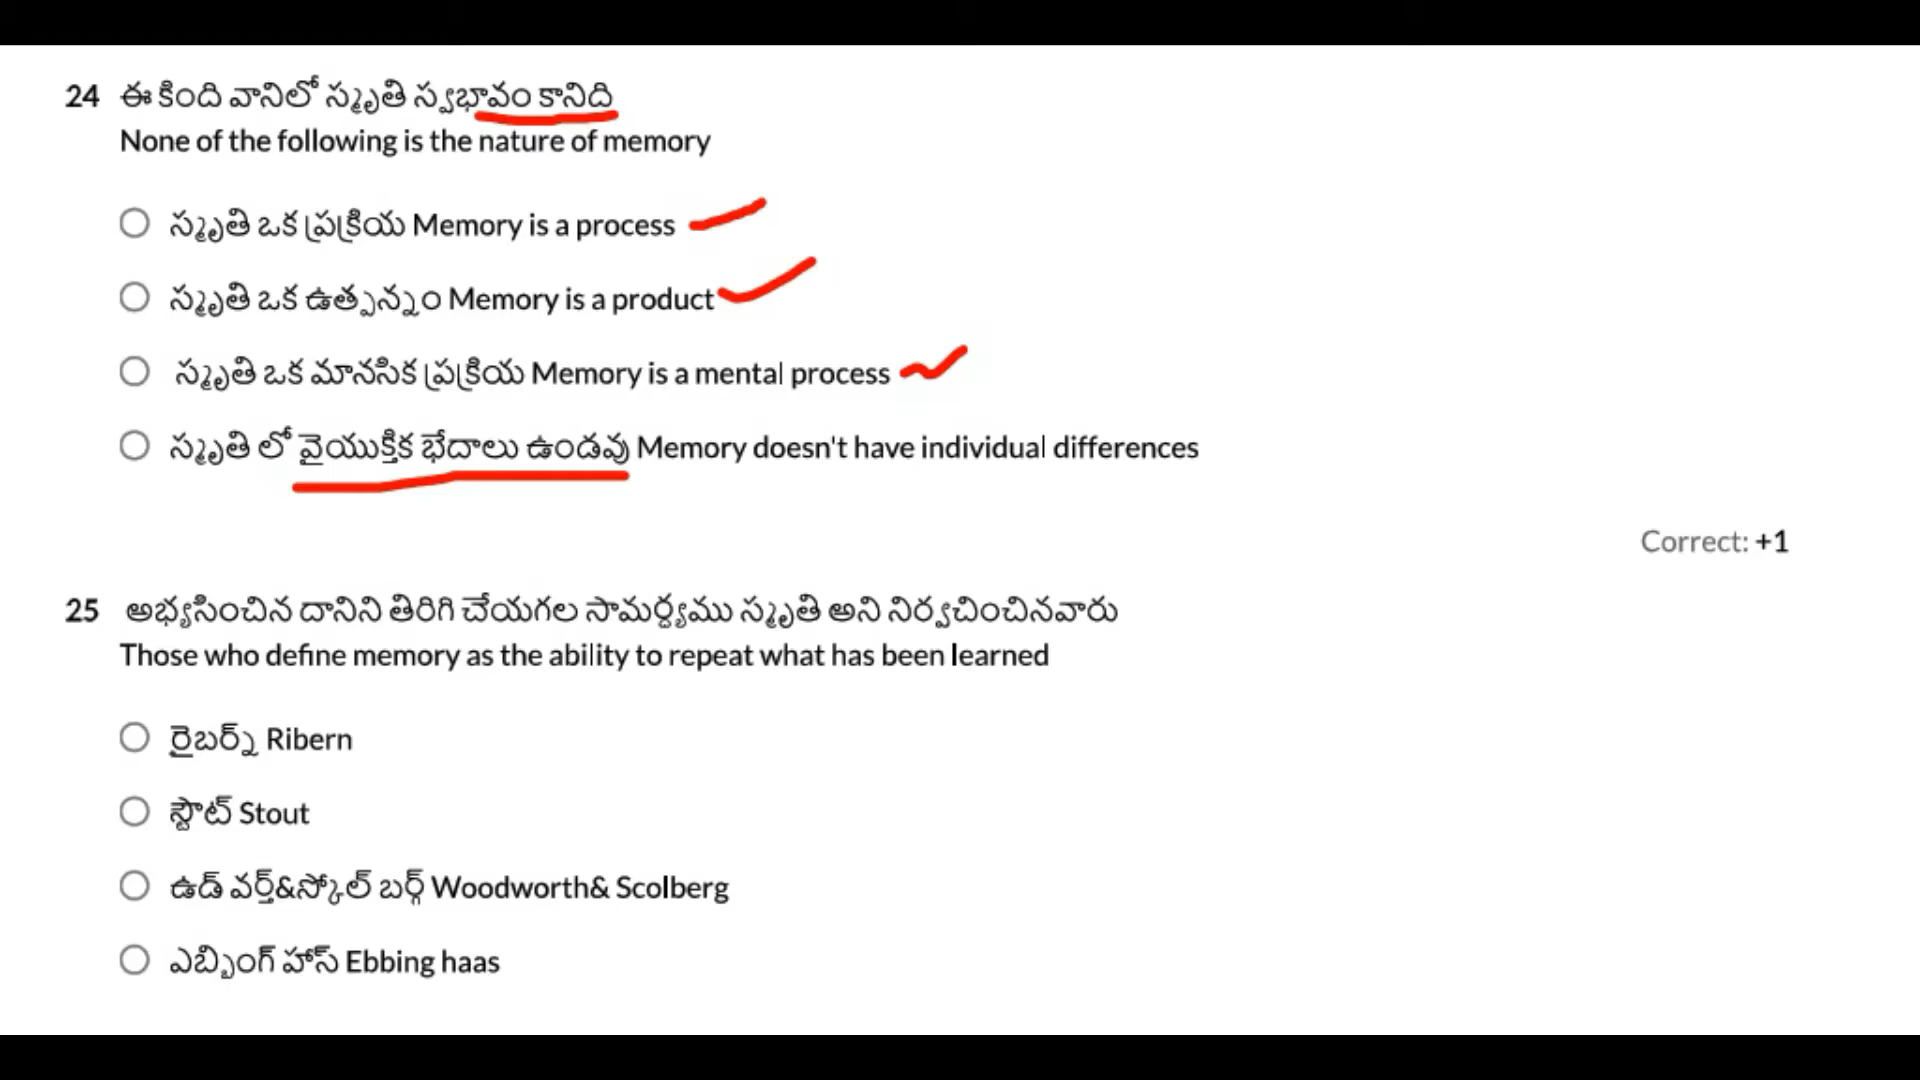 24 ఈ కింది వానిలో స్మృతి స్వభావం కానిది
None of the following is the nature of memory
స్మృతి ఒక ప్రక్రియ Memory is a process
స్మృతి ఒక ఉత్పన్నం Memory is a product
స్మృతి ఒక మానసిక ప్రక్రియ Memory is a mental process
స్మృతి లో వైయుక్తిక భేదాలు ఉండవు Memory doesn't have individual differences
Correct: +1
25 అభ్యసించిన దానిని తిరిగి చేయగల సామర్థ్యము స్మృతి అని నిర్వచించినవారు
Those who define memory as the ability to repeat what has been learned
రైబర్న్ Ribern
స్టౌట్ Stout
ఉడ్ వర్త్&స్కోల్ బర్గ్ Woodworth& Scolberg
ఎబ్బింగ్ హాస్ Ebbing haas